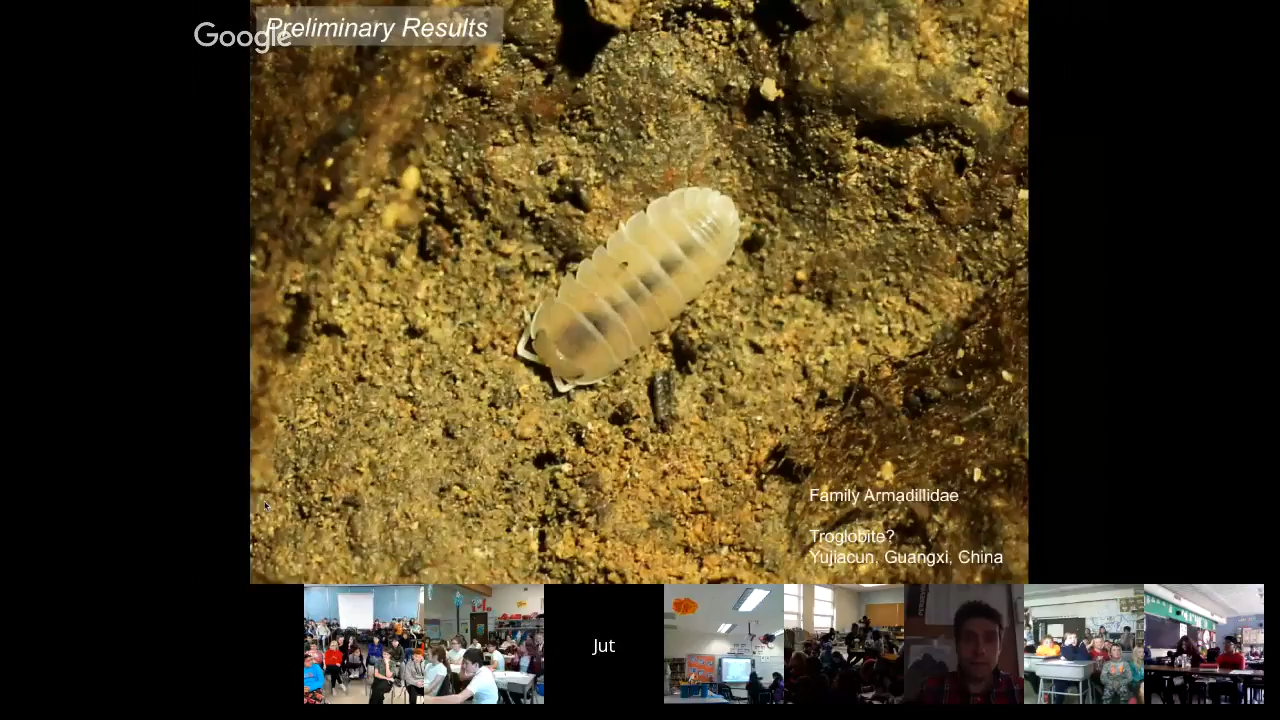 Google
Preliminary Results
Family Armadillidae
Troglobite?
Yujiacun, Guangxi, China
Jut